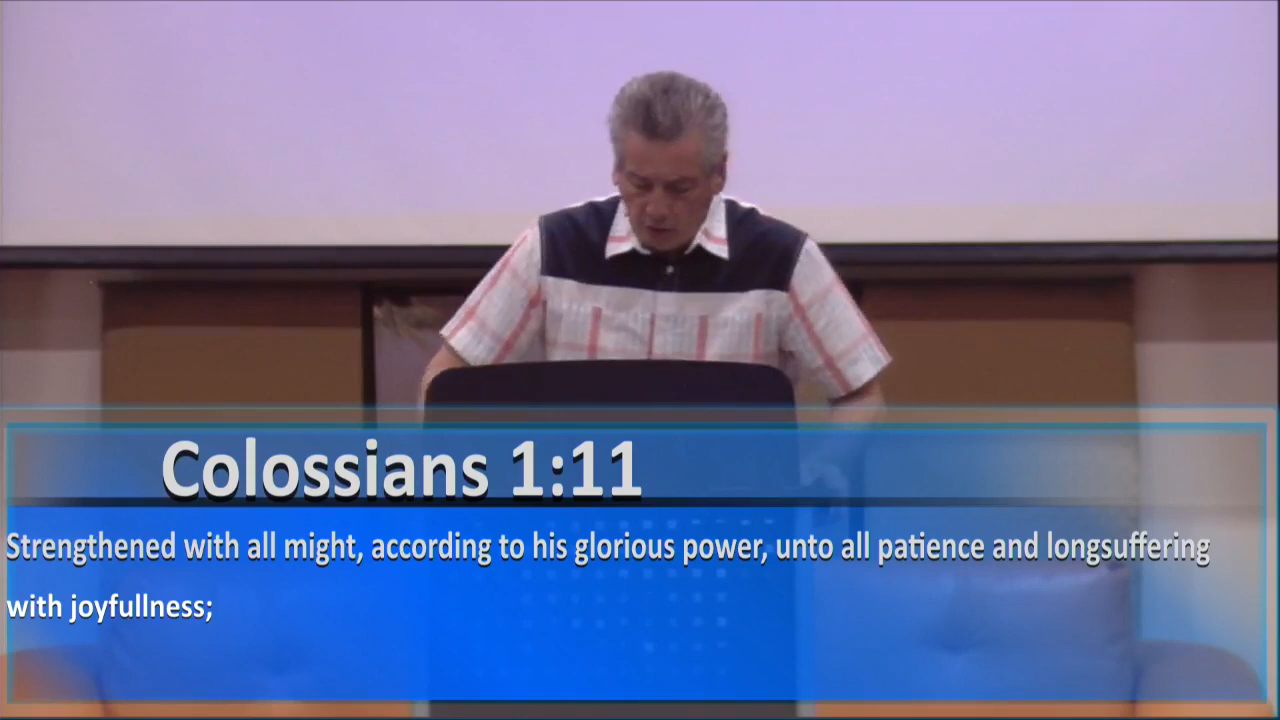 Colossians 1:11
Strengthened with all might, according to his glorious power, unto all patience and longsuffering
with joyfullness;